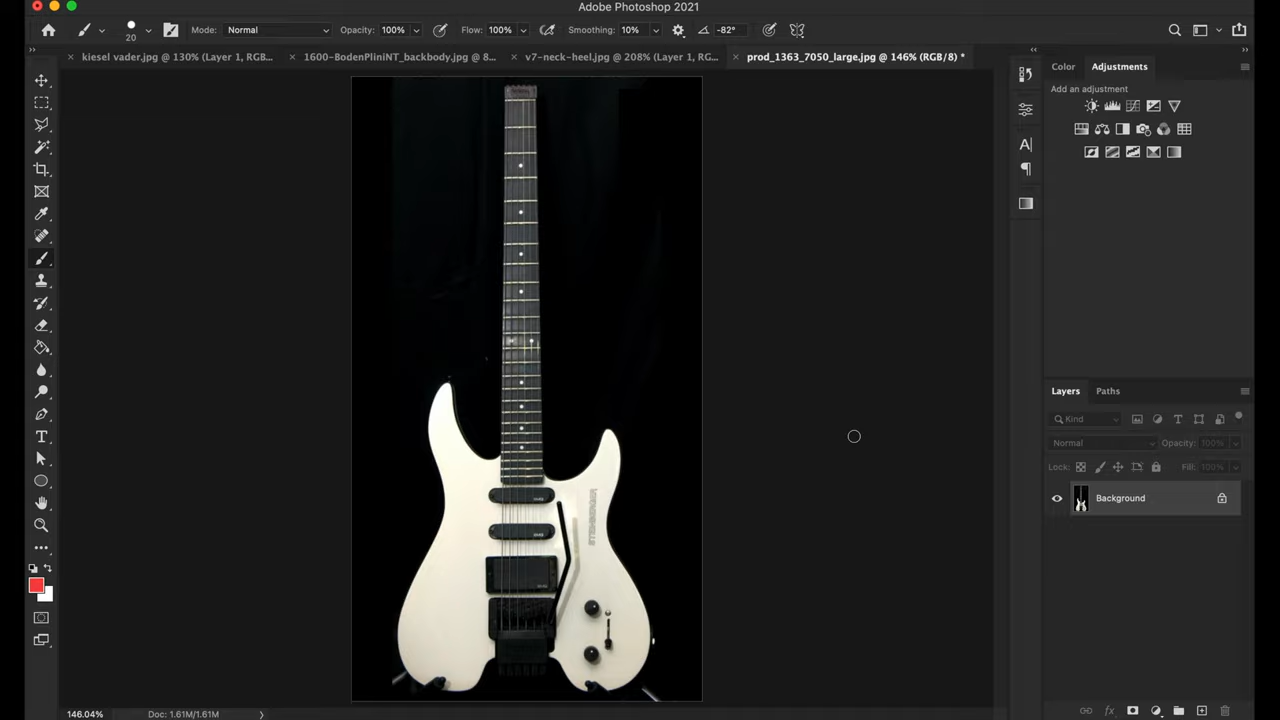 Adobe Photoshop 2021
20 Mode: Normal Opacity: 100% Flow: 100% Smoothing: 10% -82°
kiesel vader.jpg @ 130% (Layer 1, RGB... 1600-BodenPliniNT_backbody.jpg @ 8... v7-neck-heel.jpg @ 208% (Layer 1, RG... prod_1363_7050_large.jpg @ 146% (RGB/8) *
Color Adjustments
Add an adjustment
Layers Paths
Kind
Normal Opacity: 100%
Lock: Fill: 100%
Background
146.04% Doc: 1.61M/1.61M